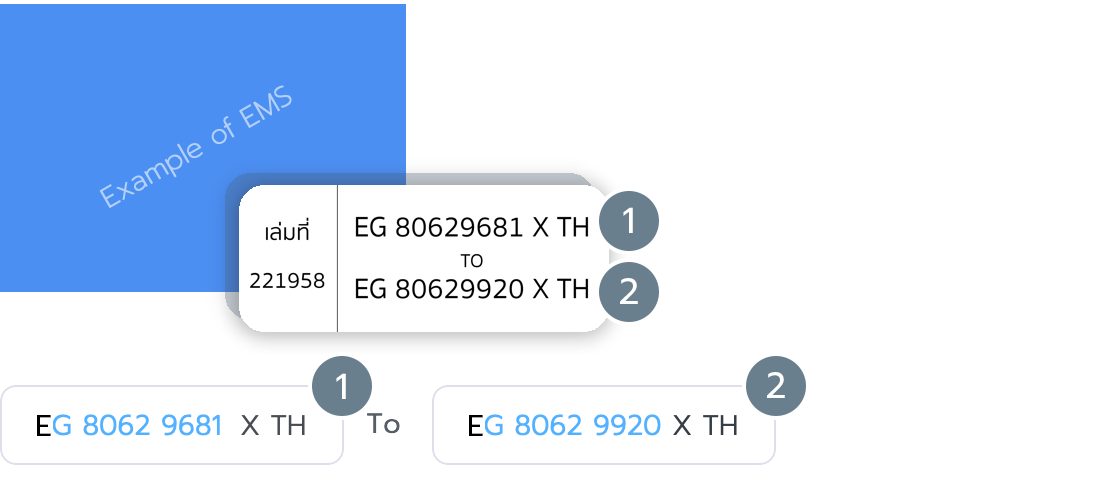 Example of EMS
เล่มที่
221958
EG 80629681 X TH
TO
EG 80629920 X TH
1
2
1
EG 8062 9681 X TH
To
2
EG 8062 9920 X TH